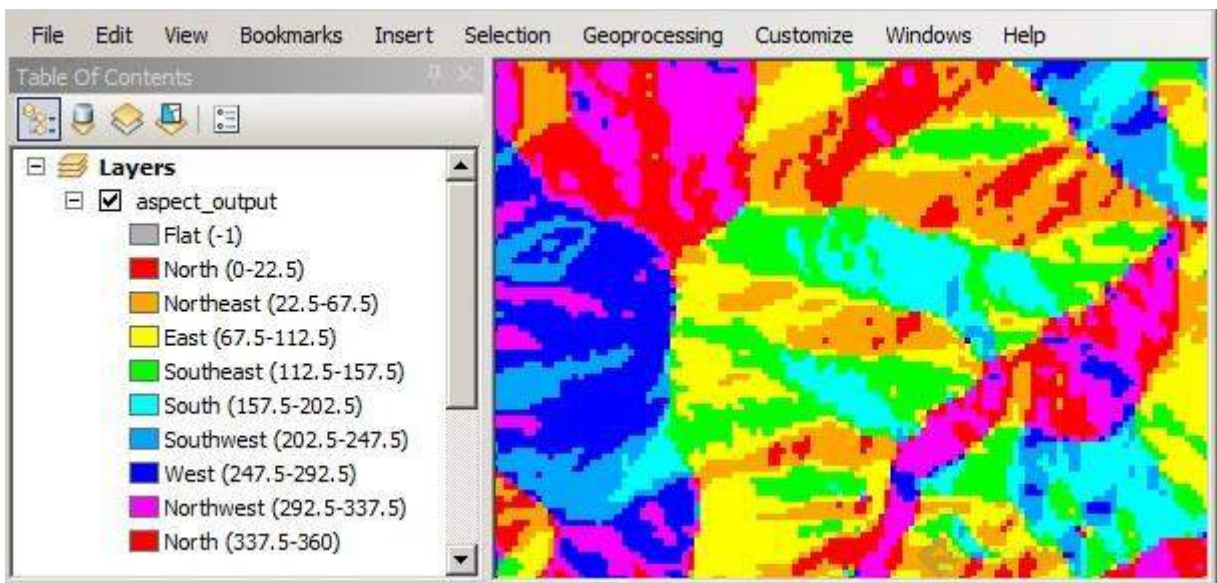 File Edit View Bookmarks Insert Selection Geoprocessing Customize Windows Help
Table Of Contents
Layers
aspect_output
Flat (-1)
North (0-22.5)
Northeast (22.5-67.5)
East (67.5-112.5)
Southeast (112.5-157.5)
South (157.5-202.5)
Southwest (202.5-247.5)
West (247.5-292.5)
Northwest (292.5-337.5)
North (337.5-360)